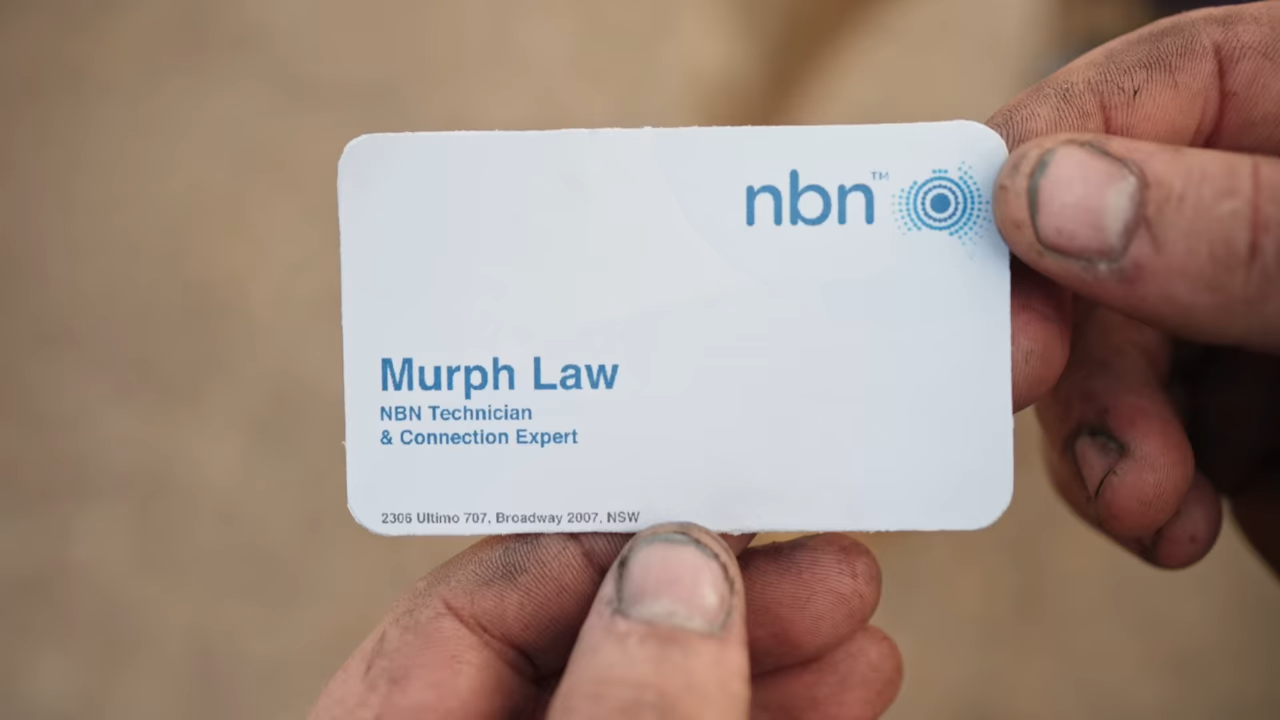 nbn™
Murph Law
NBN Technician
& Connection Expert
2306 Ultimo 707, Broadway 2007, NSW